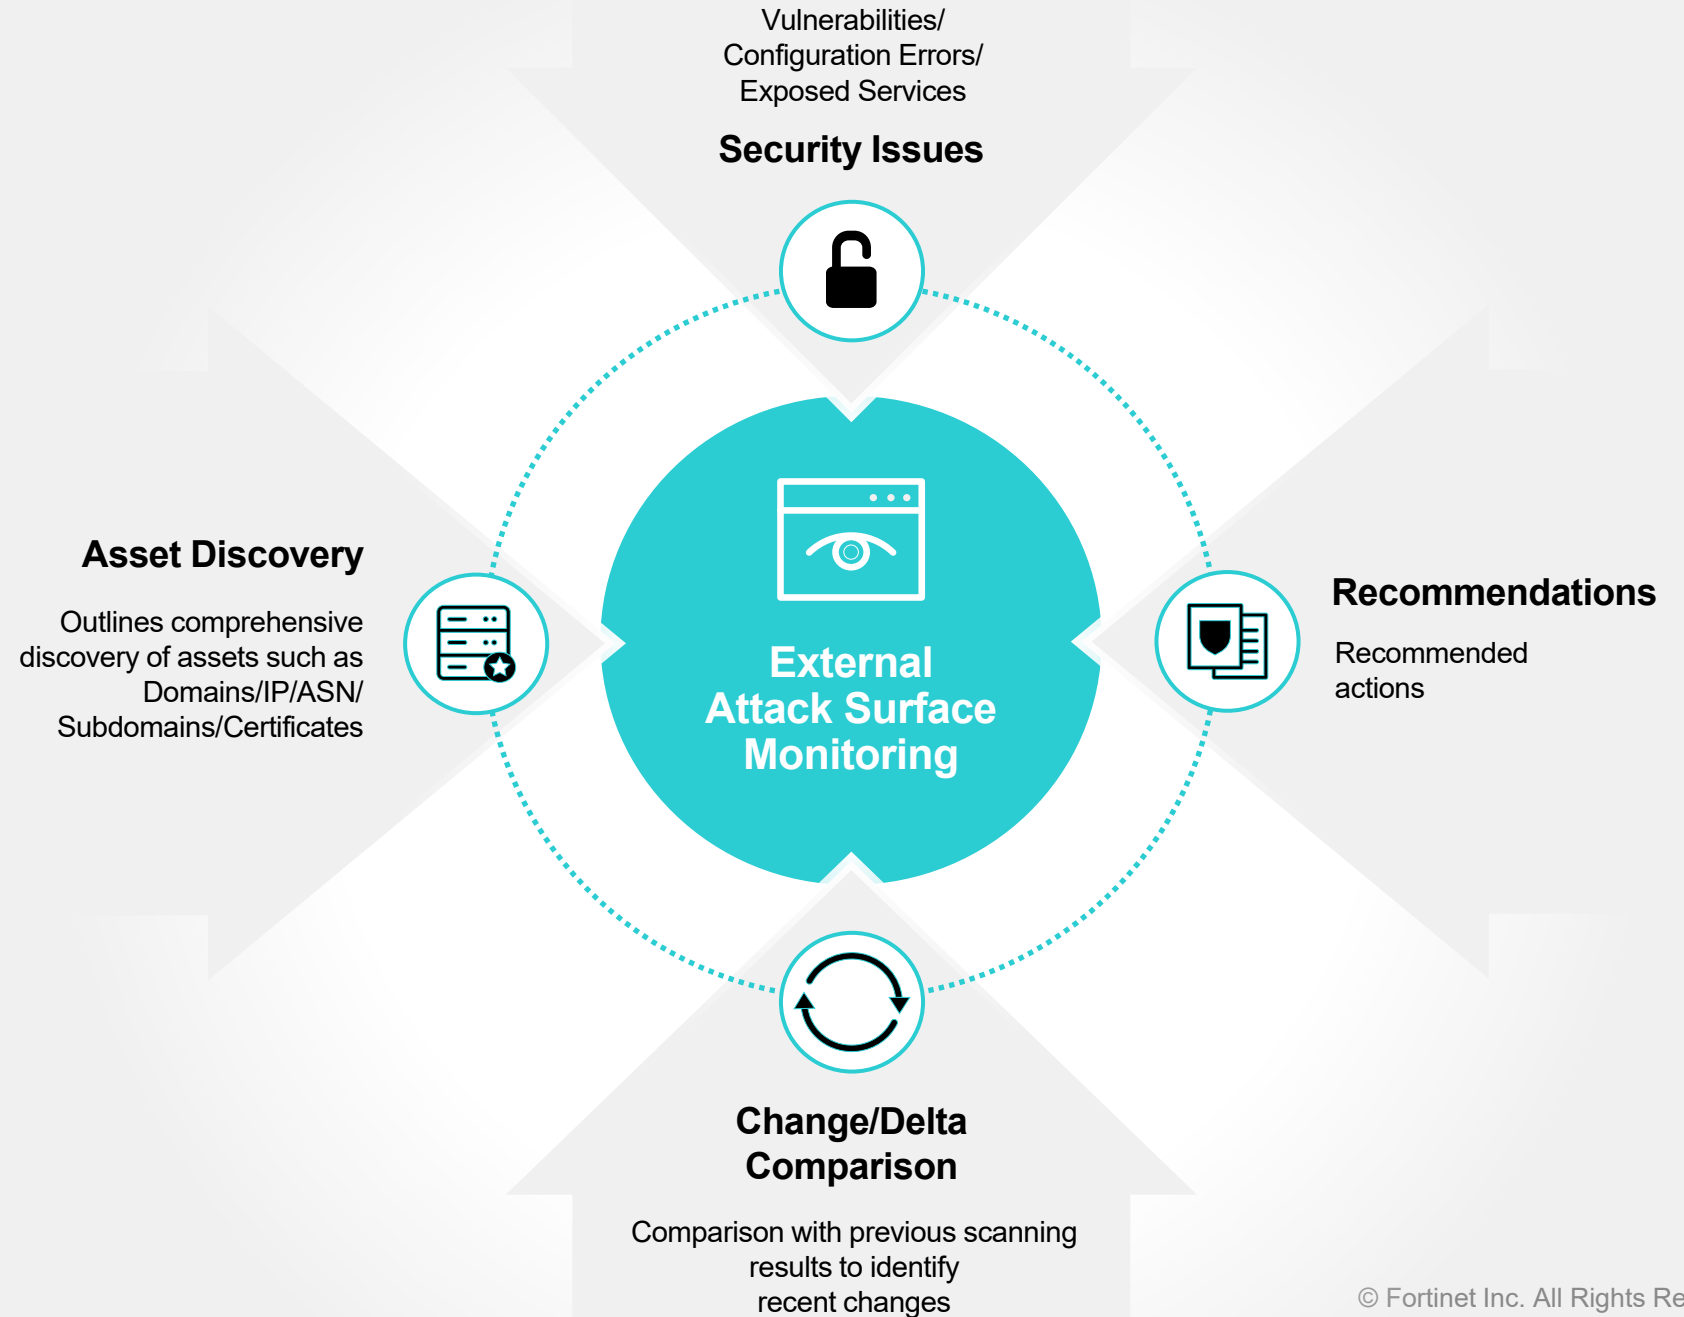 Vulnerabilities/
Configuration Errors/
Exposed Services
Security Issues
Asset Discovery
Outlines comprehensive
discovery of assets such as
Domains/IP/ASN/
Subdomains/Certificates
External
Attack Surface
Monitoring
Recommendations
Recommended
actions
Change/Delta
Comparison
Comparison with previous scanning
results to identify
recent changes
© Fortinet Inc. All Rights Re